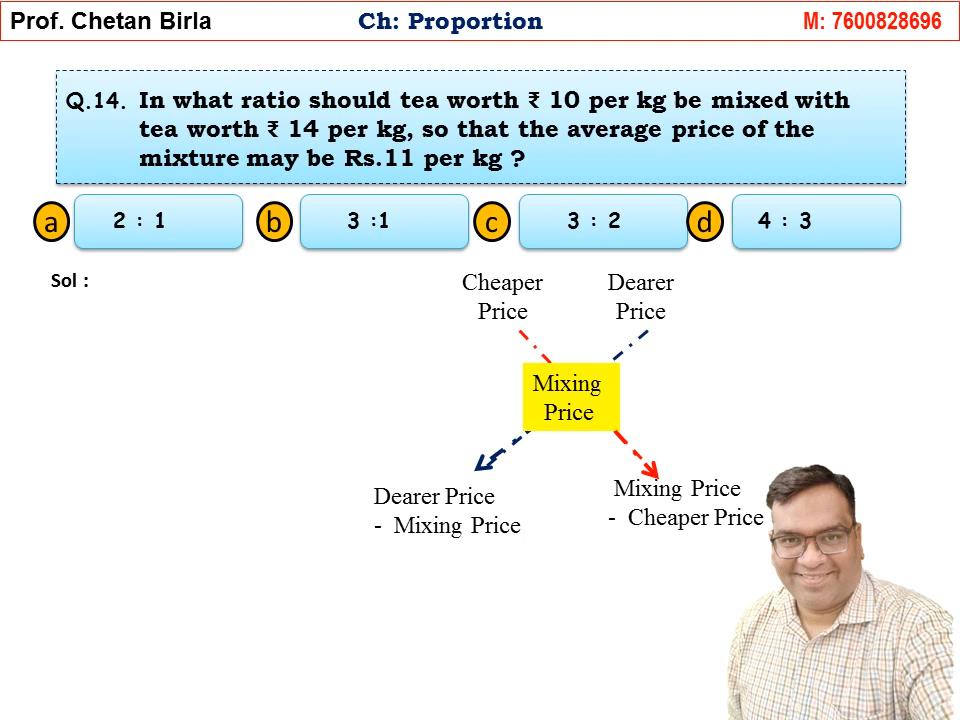 Prof. Chetan Birla Ch: Proportion M: 7600828696
Q.14. In what ratio should tea worth ₹ 10 per kg be mixed with
tea worth ₹ 14 per kg, so that the average price of the
mixture may be Rs.11 per kg ?
a 2 : 1 b 3 :1 c 3 : 2 d 4 : 3
Sol :
Cheaper
Price
Dearer
Price
Mixing
Price
Dearer Price
- Mixing Price
Mixing Price
- Cheaper Price